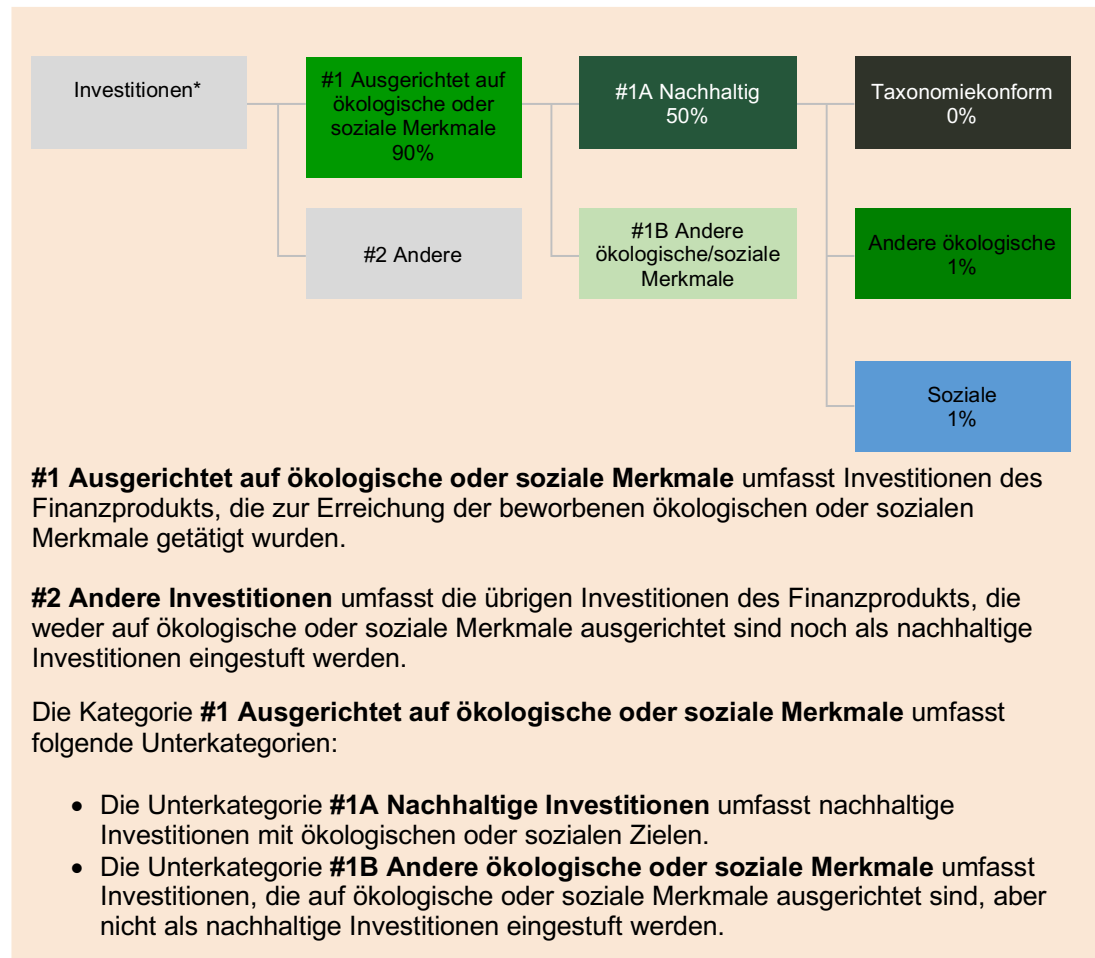 Investitionen*
#1 Ausgerichtet auf
ökologische oder
soziale Merkmale
90%
#1A Nachhaltig
50%
Taxonomiekonform
0%
#2 Andere
#1B Andere
ökologische/soziale
Merkmale
Andere ökologische
1%
Soziale
1%
#1 Ausgerichtet auf ökologische oder soziale Merkmale umfasst Investitionen des
Finanzprodukts, die zur Erreichung der beworbenen ökologischen oder sozialen
Merkmale getätigt wurden.
#2 Andere Investitionen umfasst die übrigen Investitionen des Finanzprodukts, die
weder auf ökologische oder soziale Merkmale ausgerichtet sind noch als nachhaltige
Investitionen eingestuft werden.
Die Kategorie #1 Ausgerichtet auf ökologische oder soziale Merkmale umfasst
folgende Unterkategorien:
• Die Unterkategorie #1A Nachhaltige Investitionen umfasst nachhaltige
Investitionen mit ökologischen oder sozialen Zielen.
• Die Unterkategorie #1B Andere ökologische oder soziale Merkmale umfasst
Investitionen, die auf ökologische oder soziale Merkmale ausgerichtet sind, aber
nicht als nachhaltige Investitionen eingestuft werden.